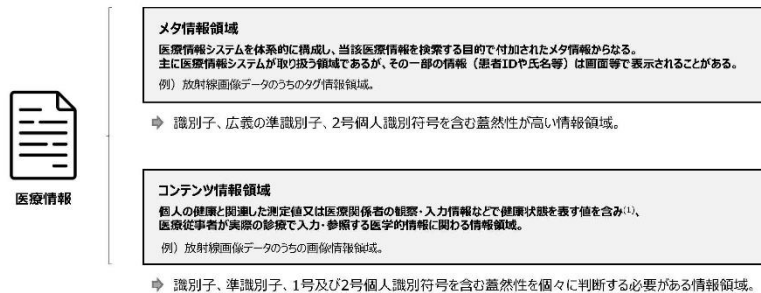 メタ情報領域
医療情報システムを体系的に構成し、当該医療情報を検索する目的で付加されたメタ情報からなる。
主に医療情報システムが取り扱う領域であるが、その一部の情報（患者IDや氏名等）は画面等で表示されることがある。
例）放射線画像データのうちのタグ情報領域。
識別子、広義の準識別子、2号個人識別符号を含む蓋然性が高い情報領域。
医療情報
コンテンツ情報領域
個人の健康と関連した測定値又は医療関係者の観察・入力情報などで健康状態を表す値を含み(1)、
医療従事者が実際の診療で入力・参照する医学的情報に関わる情報領域。
例）放射線画像データのうちの画像情報領域。
識別子、準識別子、1号及び2号個人識別符号を含む蓋然性を個々に判断する必要がある情報領域。